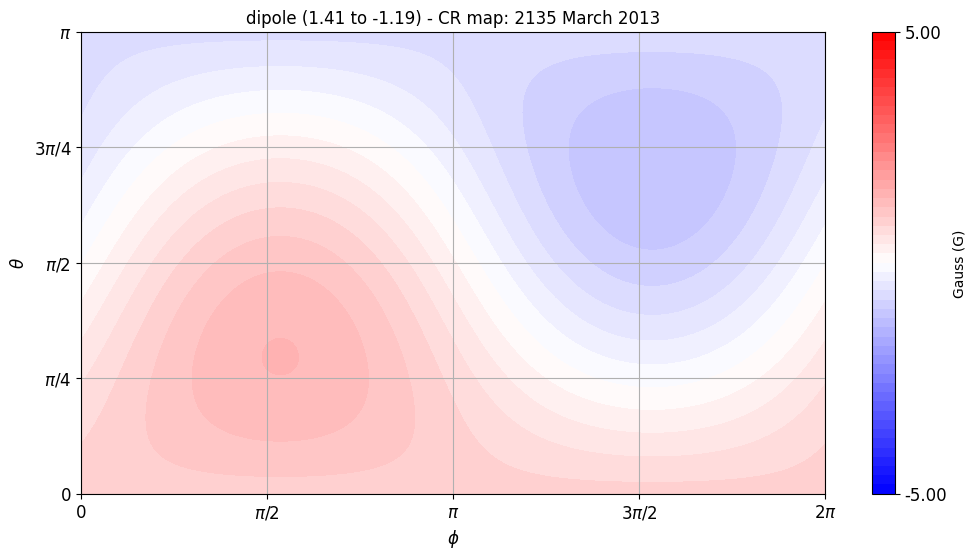 dipole (1.41 to -1.19) - CR map: 2135 March 2013
π
3π/4
π/2
π/4
0
θ
0
π/2
π
3π/2
2π
ϕ
5.00
-5.00
Gauss (G)